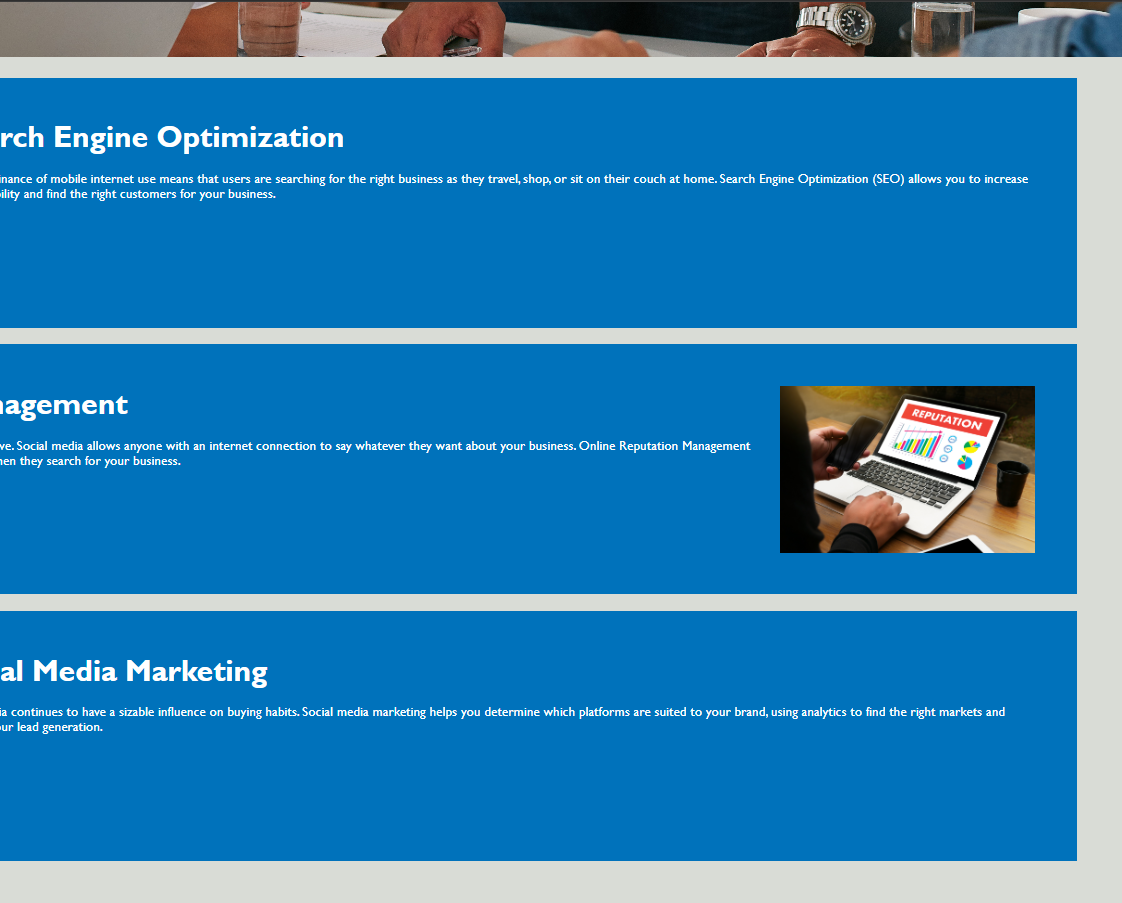 rch Engine Optimization
inance of mobile internet use means that users are searching for the right business as they travel, shop, or sit on their couch at home. Search Engine Optimization (SEO) allows you to increase
bility and find the right customers for your business.
nagement
ve. Social media allows anyone with an internet connection to say whatever they want about your business. Online Reputation Management
hen they search for your business.
REPUTATION
al Media Marketing
ia continues to have a sizable influence on buying habits. Social media marketing helps you determine which platforms are suited to your brand, using analytics to find the right markets and
our lead generation.